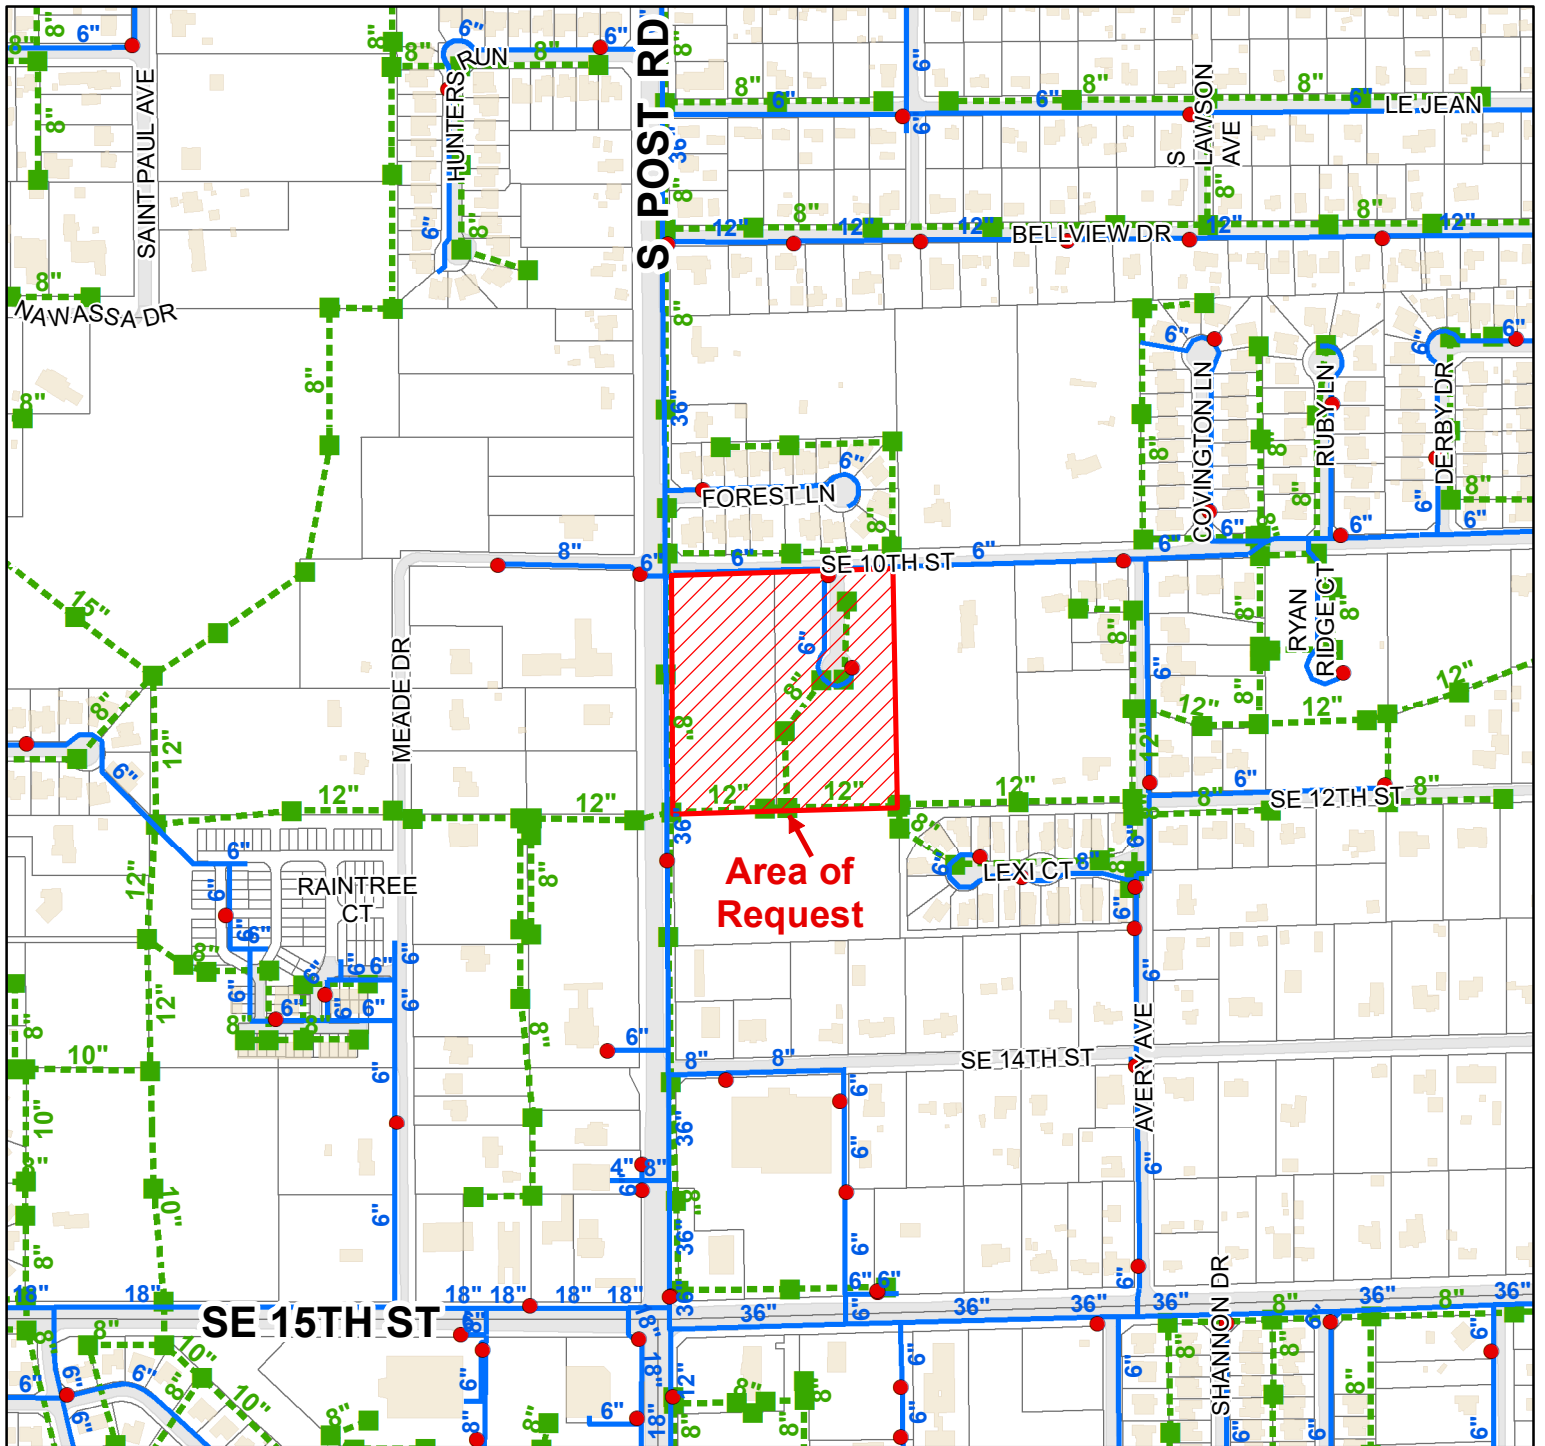 S POST RD
SAINT PAUL AVE
HUNTERS RUN
NAWASSA DR
LE JEAN
S
LAWSON
AVE
BELLVIEW DR
COVINGTON LN
RUBY LN
DERBY DR
FOREST LN
SE 10TH ST
MEADE DR
RYAN
RIDGE CT
SE 12TH ST
LEXI CT
Area of
Request
RAINTREE
CT
SE 14TH ST
AVERY AVE
SHANNON DR
SE 15TH ST
6"
8"
12"
36"
15"
10"
18"
4"